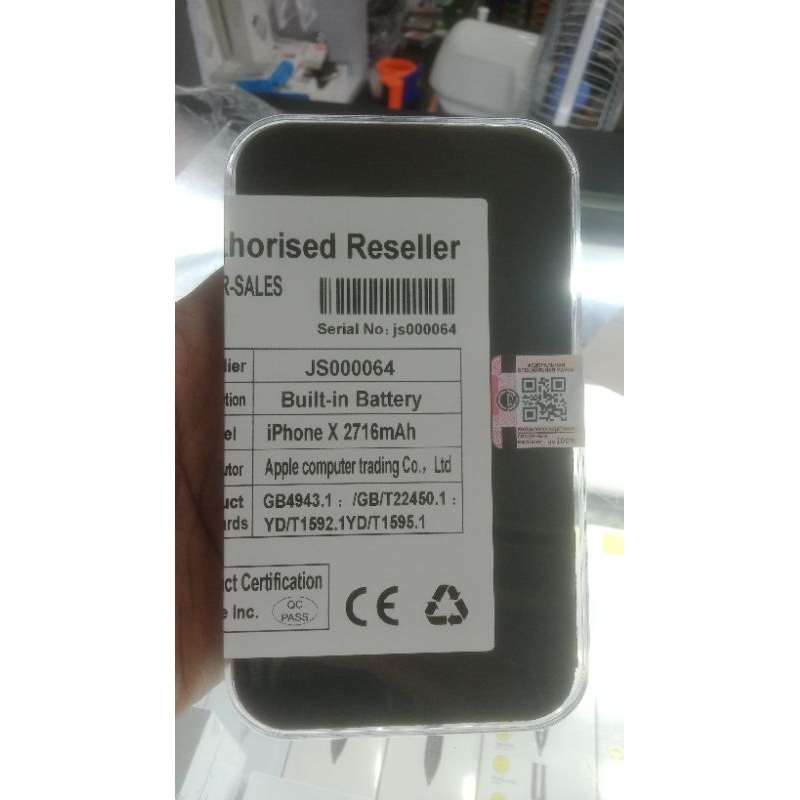 thorised Reseller
R-SALES
Serial No: js000064
lier JS000064
tion Built-in Battery
el iPhone X 2716mAh
utor Apple computer trading Co., Ltd
uct GB4943.1 : /GB/T22450.1 :
ards YD/T1592.1YD/T1595.1
ct Certification
e Inc.
QC
PASS
CE
100%